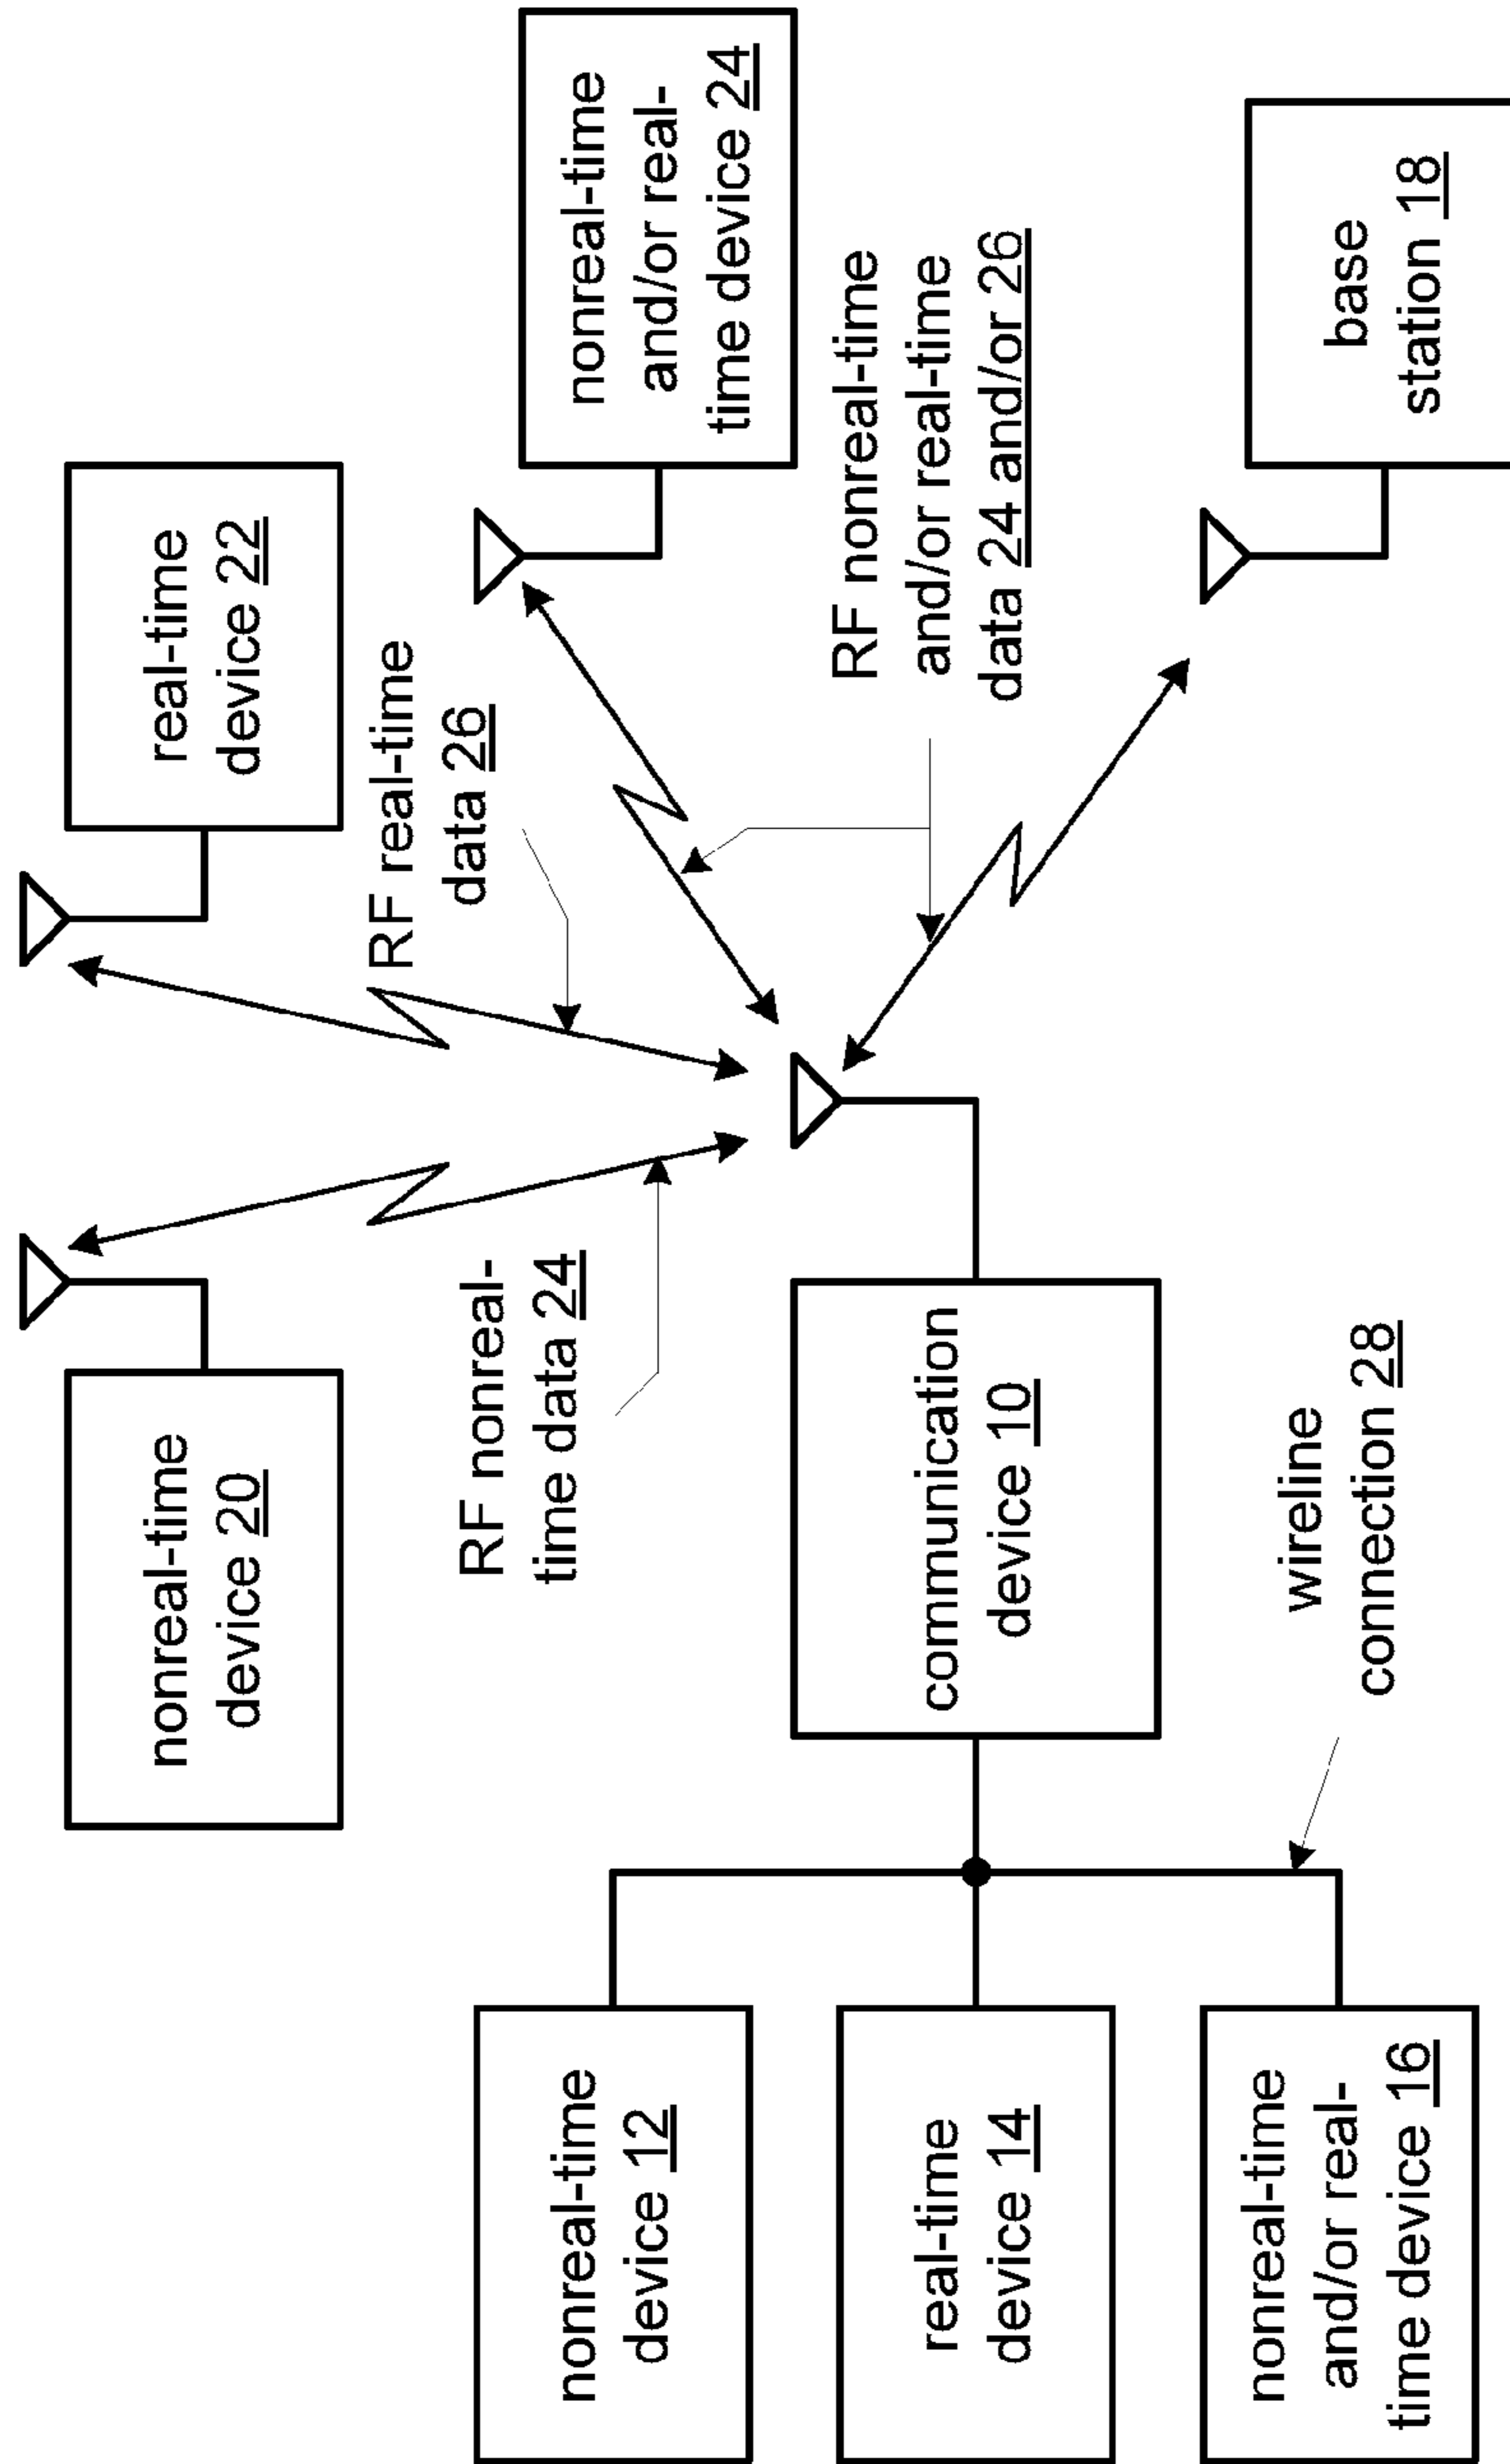 nonreal-time
device 20
real-time
device 22
RF real-time
data 26
RF nonreal-
time data 24
nonreal-time
and/or real-
time device 24
nonreal-time
device 12
communication
device 10
RF nonreal-time
and/or real-time
data 24 and/or 26
real-time
device 14
wireline
connection 28
nonreal-time
and/or real-
time device 16
base
station 18